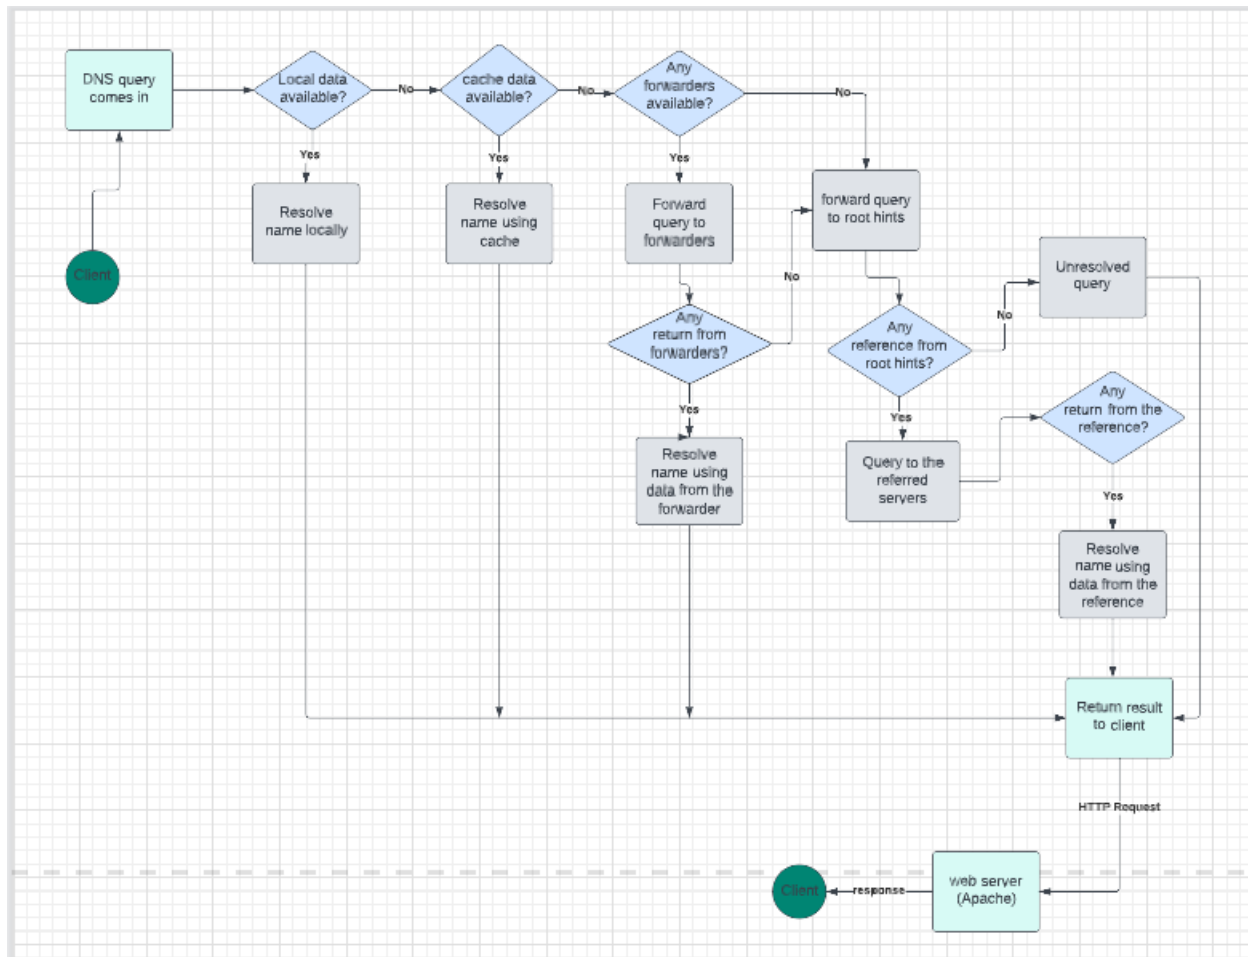 DNS query
comes in
Local data
available?
No
cache data
available?
No
Any
forwarders
available?
No
Yes
Yes
Yes
Resolve
name locally
Resolve
name using
cache
Forward
query to
forwarders
forward query
to root hints
Client
No
Unresolved
query
Any
return from
forwarders?
Any
reference from
root hints?
No
Yes
Yes
Any
return from the
reference?
Resolve
name using
data from the
forwarder
Query to the
referred
servers
Yes
Resolve
name using
data from the
reference
Return result
to client
HTTP Request
Client
response
web server
(Apache)